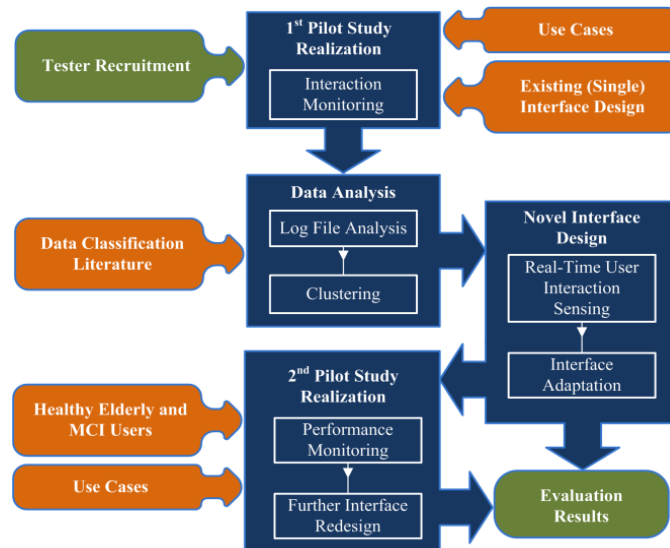 1st Pilot Study
Realization
Interaction
Monitoring
Tester Recruitment
Use Cases
Existing (Single)
Interface Design
Data Analysis
Log File Analysis
Clustering
Data Classification
Literature
Novel Interface
Design
Real-Time User
Interaction
Sensing
Interface
Adaptation
2nd Pilot Study
Realization
Performance
Monitoring
Further Interface
Redesign
Healthy Elderly and
MCI Users
Use Cases
Evaluation
Results